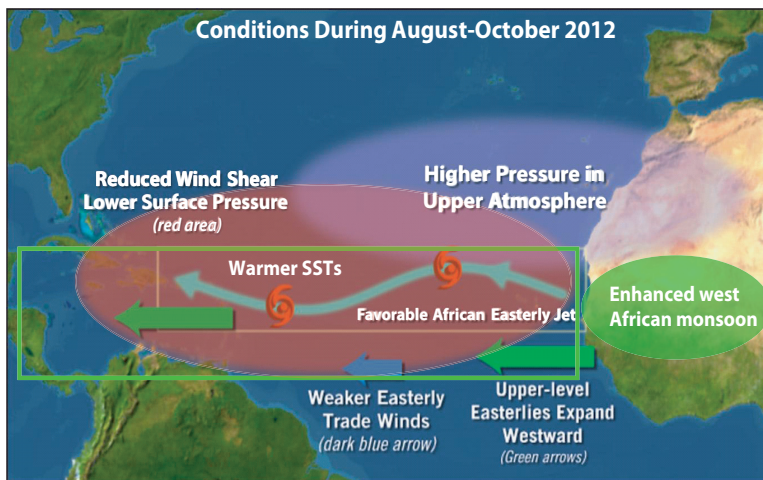 Conditions During August-October 2012
Reduced Wind Shear
Lower Surface Pressure
(red area)
Higher Pressure in
Upper Atmosphere
Warmer SSTs
Favorable African Easterly Jet
Enhanced west
African monsoon
Weaker Easterly
Trade Winds
(dark blue arrow)
Upper-level
Easterlies Expand
Westward
(Green arrows)